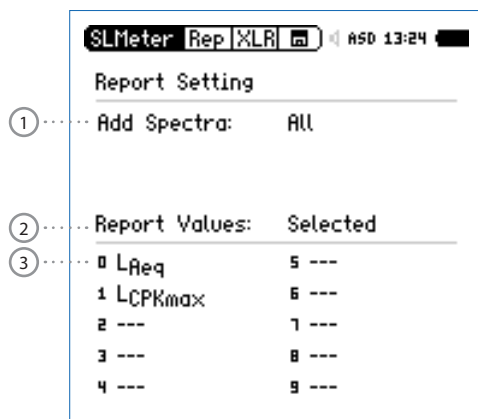 SLMeter Rep XLR ASD 13:24
Report Setting
1 Add Spectra: All
2 Report Values: Selected
3 0 LAeq 5 ---
1 LCPKmax 6 ---
2 --- 7 ---
3 --- 8 ---
4 --- 9 ---